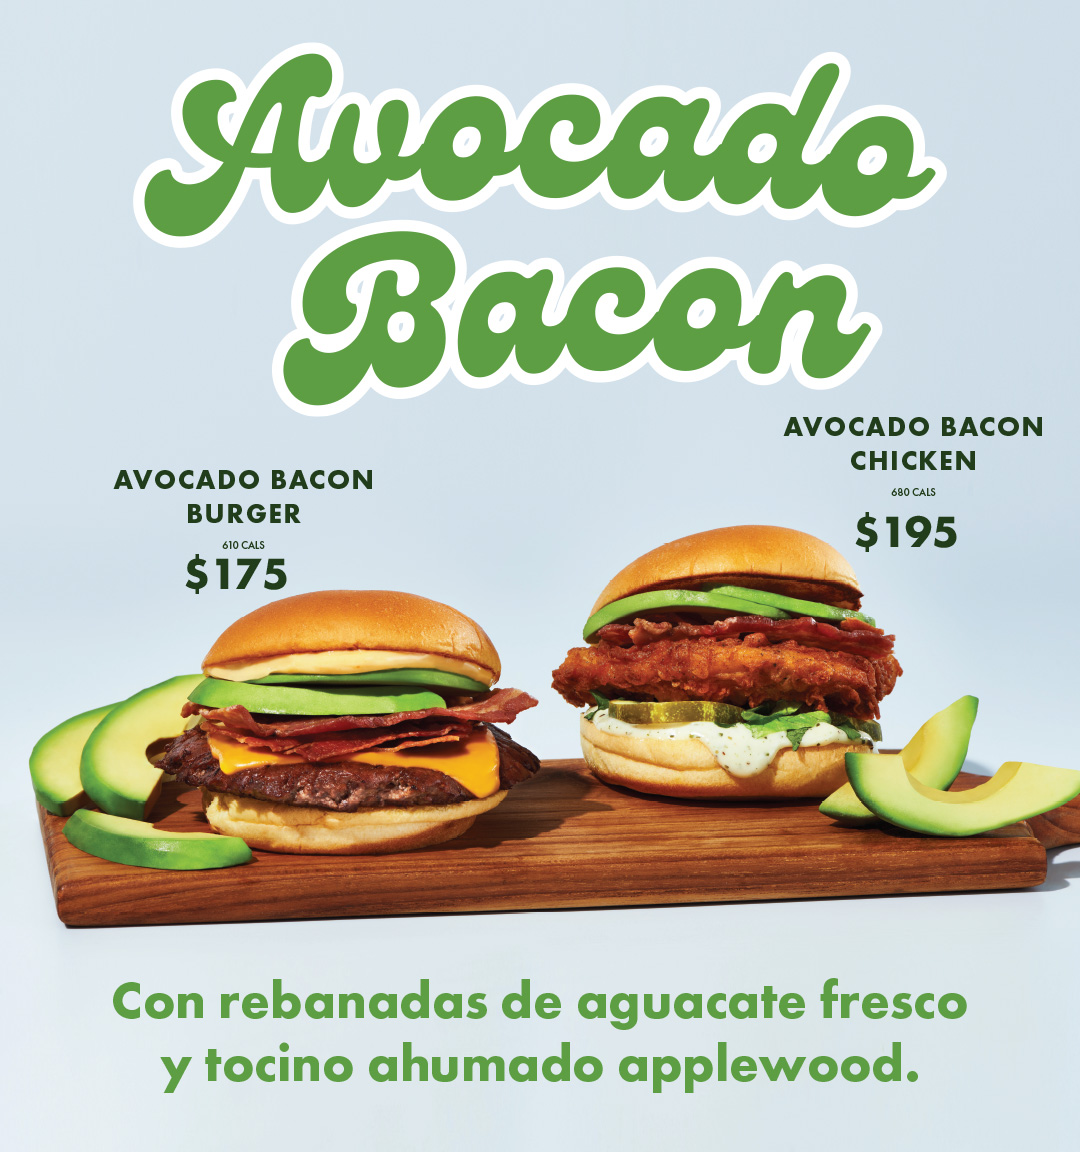 Avocado
Bacon
AVOCADO BACON
BURGER
610 CALS
$175
AVOCADO BACON
CHICKEN
680 CALS
$195
Con rebanadas de aguacate fresco
y tocino ahumado applewood.